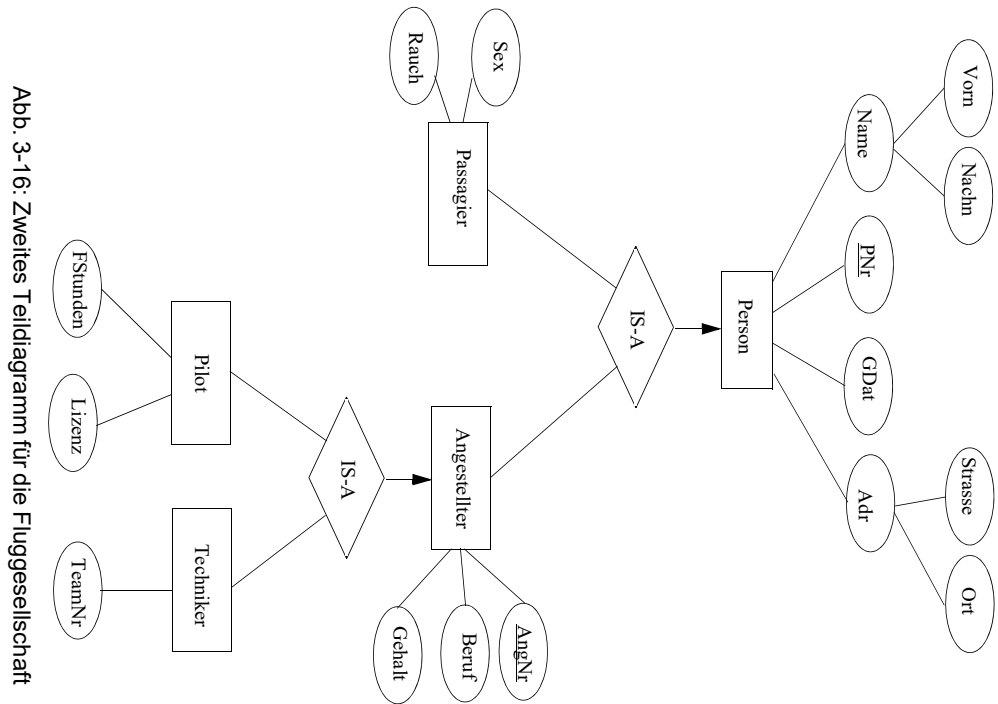 Vorn
Nachn
Strasse
Ort
Name
PNr
GDat
Adr
Person
IS-A
Sex
Rauch
Passagier
Angestellter
AngNr
Beruf
Gehalt
IS-A
Pilot
Techniker
FStunden
Lizenz
TeamNr
Abb. 3-16: Zweites Teildiagramm für die Fluggesellschaft